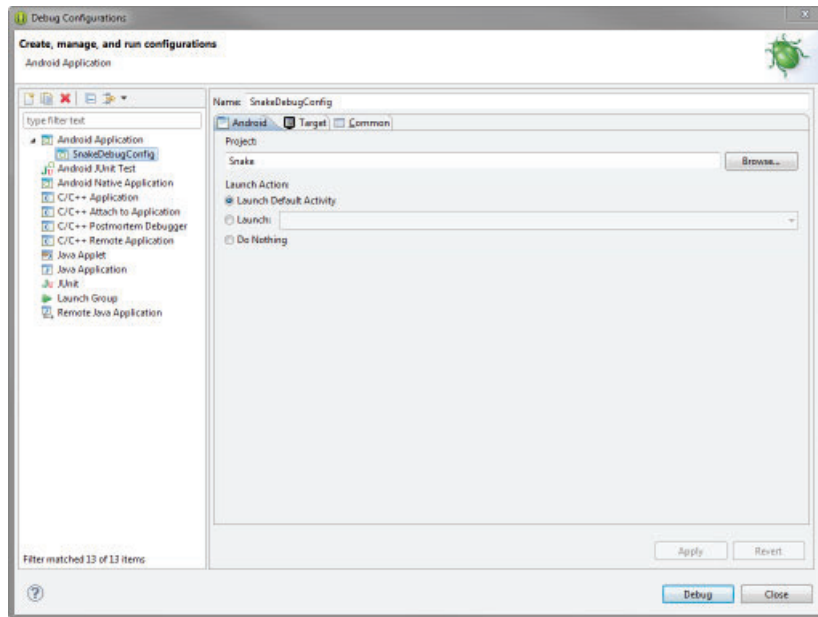 Debug Configurations
Create, manage, and run configurations
Android Application
type filter text
Android Application
SnakeDebugConfig
Android JUnit Test
Android Native Application
C/C++ Application
C/C++ Attach to Application
C/C++ Postmortem Debugger
C/C++ Remote Application
Java Applet
Java Application
JUnit
Launch Group
Remote Java Application
Filter matched 13 of 13 items
Name: SnakeDebugConfig
Android Target Common
Project:
Snake Browse...
Launch Action:
Launch Default Activity
Launch:
Do Nothing
Apply Revert
? Debug Close